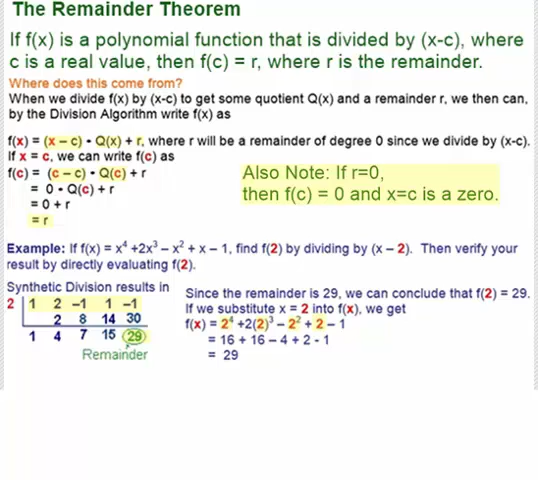 The Remainder Theorem
If f(x) is a polynomial function that is divided by (x-c), where
c is a real value, then f(c) = r, where r is the remainder.
Where does this come from?
When we divide f(x) by (x-c) to get some quotient Q(x) and a remainder r, we then can,
by the Division Algorithm write f(x) as
f(x) = (x – c) • Q(x) + r, where r will be a remainder of degree 0 since we divide by (x-c).
If x = c, we can write f(c) as
f(c) = (c – c) • Q(c) + r
= 0 • Q(c) + r
= 0 + r
= r
Also Note: If r=0,
then f(c) = 0 and x=c is a zero.
Example: If f(x) = x⁴ +2x³ – x² + x – 1, find f(2) by dividing by (x – 2). Then verify your
result by directly evaluating f(2).
Synthetic Division results in
2 1 2 –1 1 –1
2 8 14 30
1 4 7 15 29
Remainder
Since the remainder is 29, we can conclude that f(2) = 29.
If we substitute x = 2 into f(x), we get
f(x) = 2⁴ +2(2)³ – 2² + 2 – 1
= 16 + 16 – 4 + 2 - 1
= 29